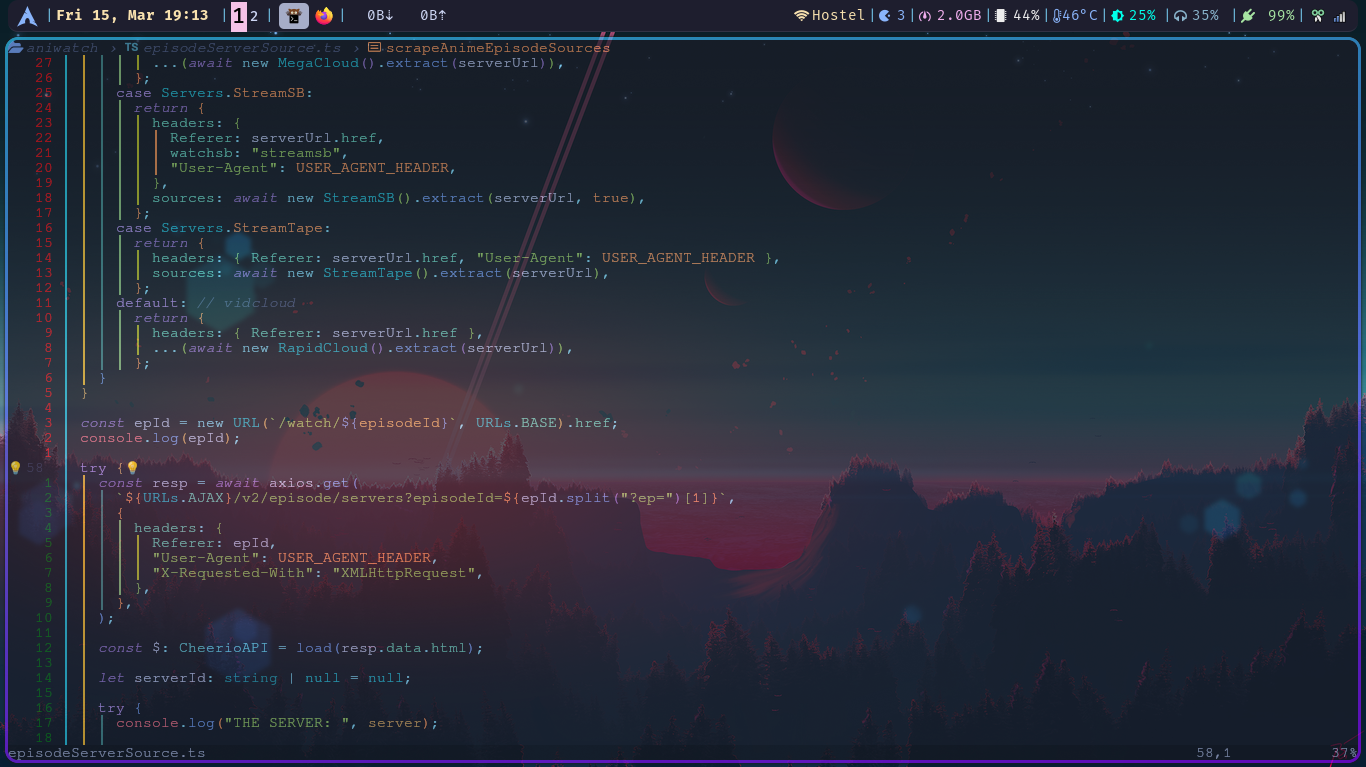 Fri 15, Mar 19:13 | 1 2 | | 0B↓ 0B↑ Hostel | 3 | 2.0GB | 44% | 46°C | 25% | 35% | 99% |
aniwatch › TS episodeServerSource.ts › scrapeAnimeEpisodeSources
27 ...(await new MegaCloud().extract(serverUrl)),
26 };
25 case Servers.StreamSB:
24 return {
23 headers: {
22 Referer: serverUrl.href,
21 watchsb: "streamsb",
20 "User-Agent": USER_AGENT_HEADER,
19 },
18 sources: await new StreamSB().extract(serverUrl, true),
17 };
16 case Servers.StreamTape:
15 return {
14 headers: { Referer: serverUrl.href, "User-Agent": USER_AGENT_HEADER },
13 sources: await new StreamTape().extract(serverUrl),
12 };
11 default: // vidcloud
10 return {
9 headers: { Referer: serverUrl.href },
8 ...(await new RapidCloud().extract(serverUrl)),
7 };
6 }
5 }
4
3 const epId = new URL(`/watch/${episodeId}`, URLs.BASE).href;
2 console.log(epId);
1
58 try {
1 const resp = await axios.get(
2 `${URLs.AJAX}/v2/episode/servers?episodeId=${epId.split("?ep=")[1]}`,
3 {
4 headers: {
5 Referer: epId,
6 "User-Agent": USER_AGENT_HEADER,
7 "X-Requested-With": "XMLHttpRequest",
8 },
9 },
10 );
11
12 const $: CheerioAPI = load(resp.data.html);
13
14 let serverId: string | null = null;
15
16 try {
17 console.log("THE SERVER: ", server);
18
episodeServerSource.ts 58,1 37%